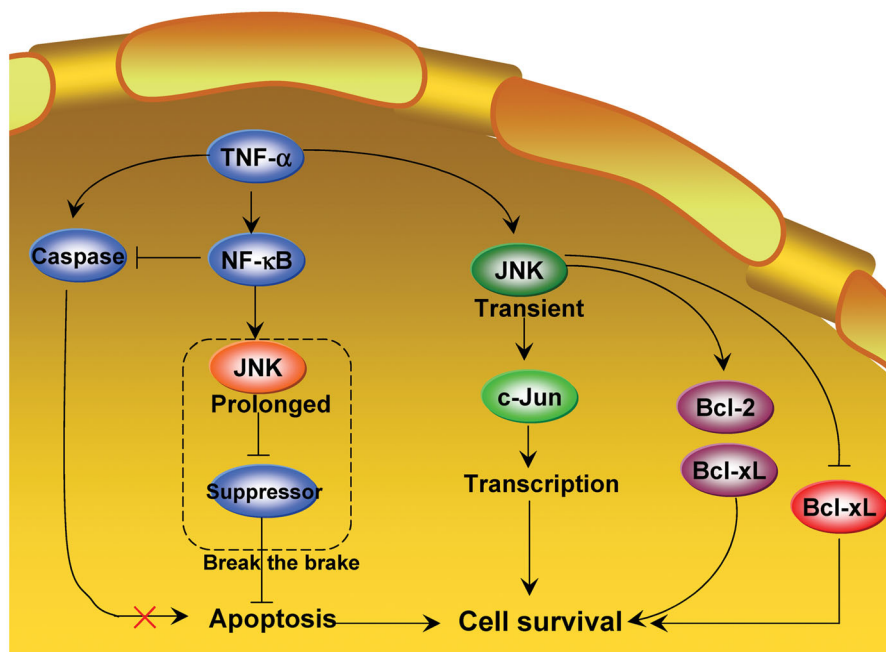 TNF-α
Caspase
NF-κB
JNK
Transient
JNK
Prolonged
c-Jun
Bcl-2
Bcl-xL
Suppressor
Transcription
Bcl-xL
Break the brake
Apoptosis
Cell survival